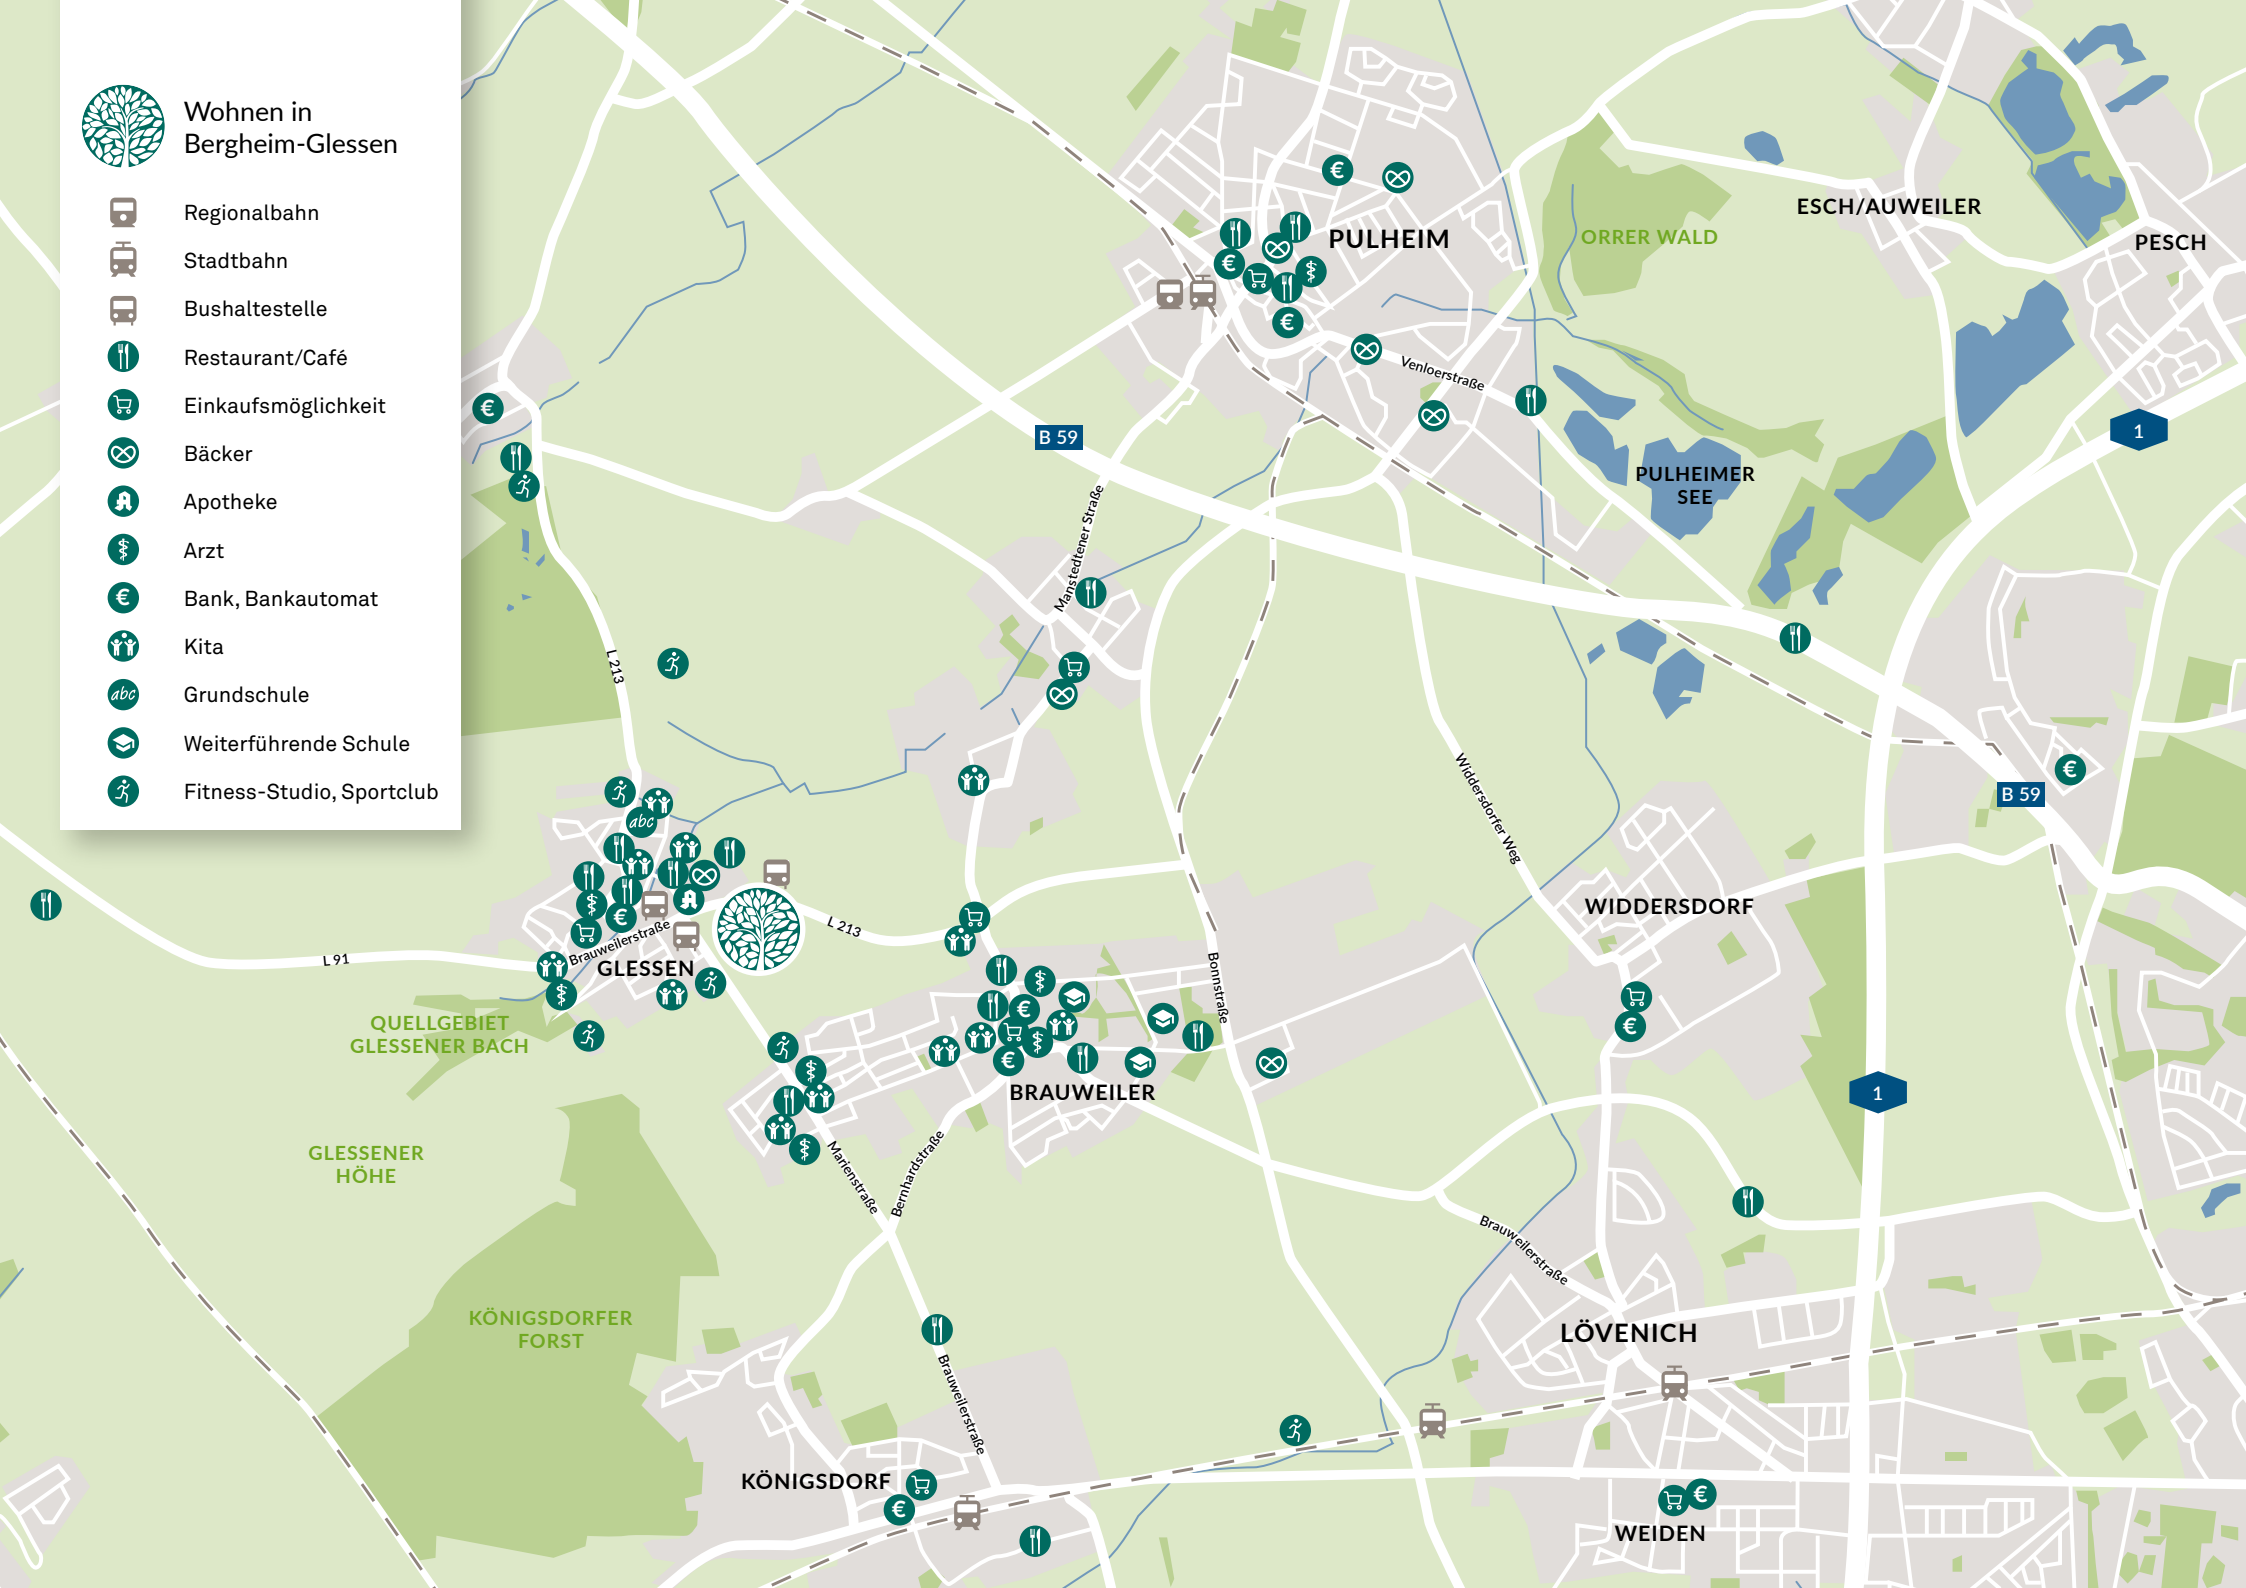 Wohnen in
Bergheim-Glessen
Regionalbahn
Stadtbahn
Bushaltestelle
Restaurant/Café
Einkaufsmöglichkeit
Bäcker
Apotheke
Arzt
€
Bank, Bankautomat
Kita
abc
Grundschule
Weiterführende Schule
Fitness-Studio, Sportclub
€
PULHEIM
ORRER WALD
ESCH/AUWEILER
PESCH
€
€
Venloerstraße
€
B 59
1
PULHEIMER
SEE
Manstedtener Straße
L 213
Widdersdorfer Weg
€
B 59
abc
€
WIDDERSDORF
L 213
Brauweilerstraße
L 91
GLESSEN
Bonnstraße
€
€
€
QUELLGEBIET
GLESSENER BACH
BRAUWEILER
1
GLESSENER
HÖHE
Marienstraße
Bernhardstraße
Brauweilerstraße
KÖNIGSDORFER
FORST
LÖVENICH
Brauweilerstraße
KÖNIGSDORF
€
€
WEIDEN